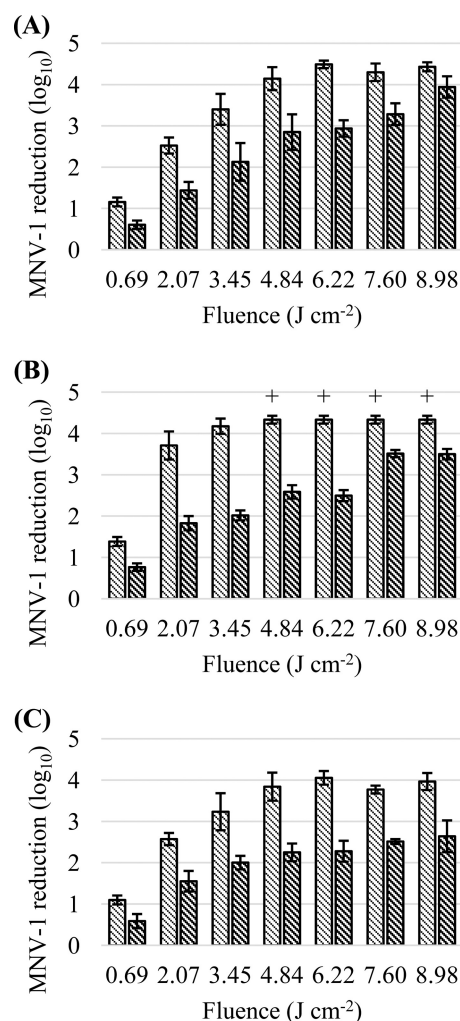 (A)
MNV-1 reduction (log₁₀)
5
4
3
2
1
0
0.69 2.07 3.45 4.84 6.22 7.60 8.98
Fluence (J cm⁻²)
(B)
MNV-1 reduction (log₁₀)
+ + + +
5
4
3
2
1
0
0.69 2.07 3.45 4.84 6.22 7.60 8.98
Fluence (J cm⁻²)
(C)
MNV-1 reduction (log₁₀)
5
4
3
2
1
0
0.69 2.07 3.45 4.84 6.22 7.60 8.98
Fluence (J cm⁻²)